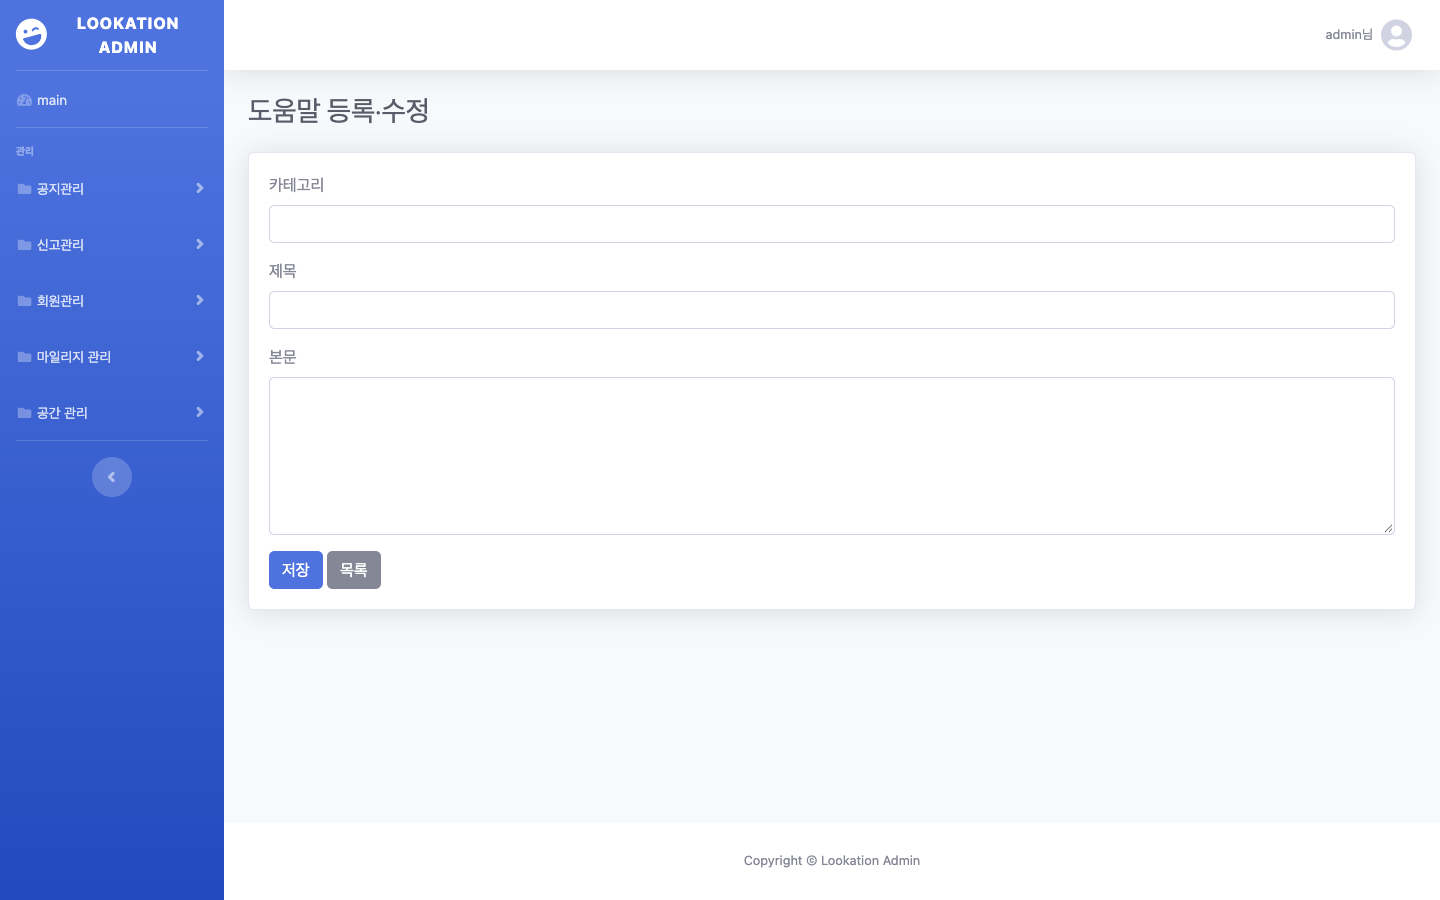 LOOKATION
ADMIN
admin님
main
관리
공지관리
신고관리
회원관리
마일리지 관리
공간 관리
도움말 등록·수정
카테고리
제목
본문
저장
목록
Copyright © Lookation Admin